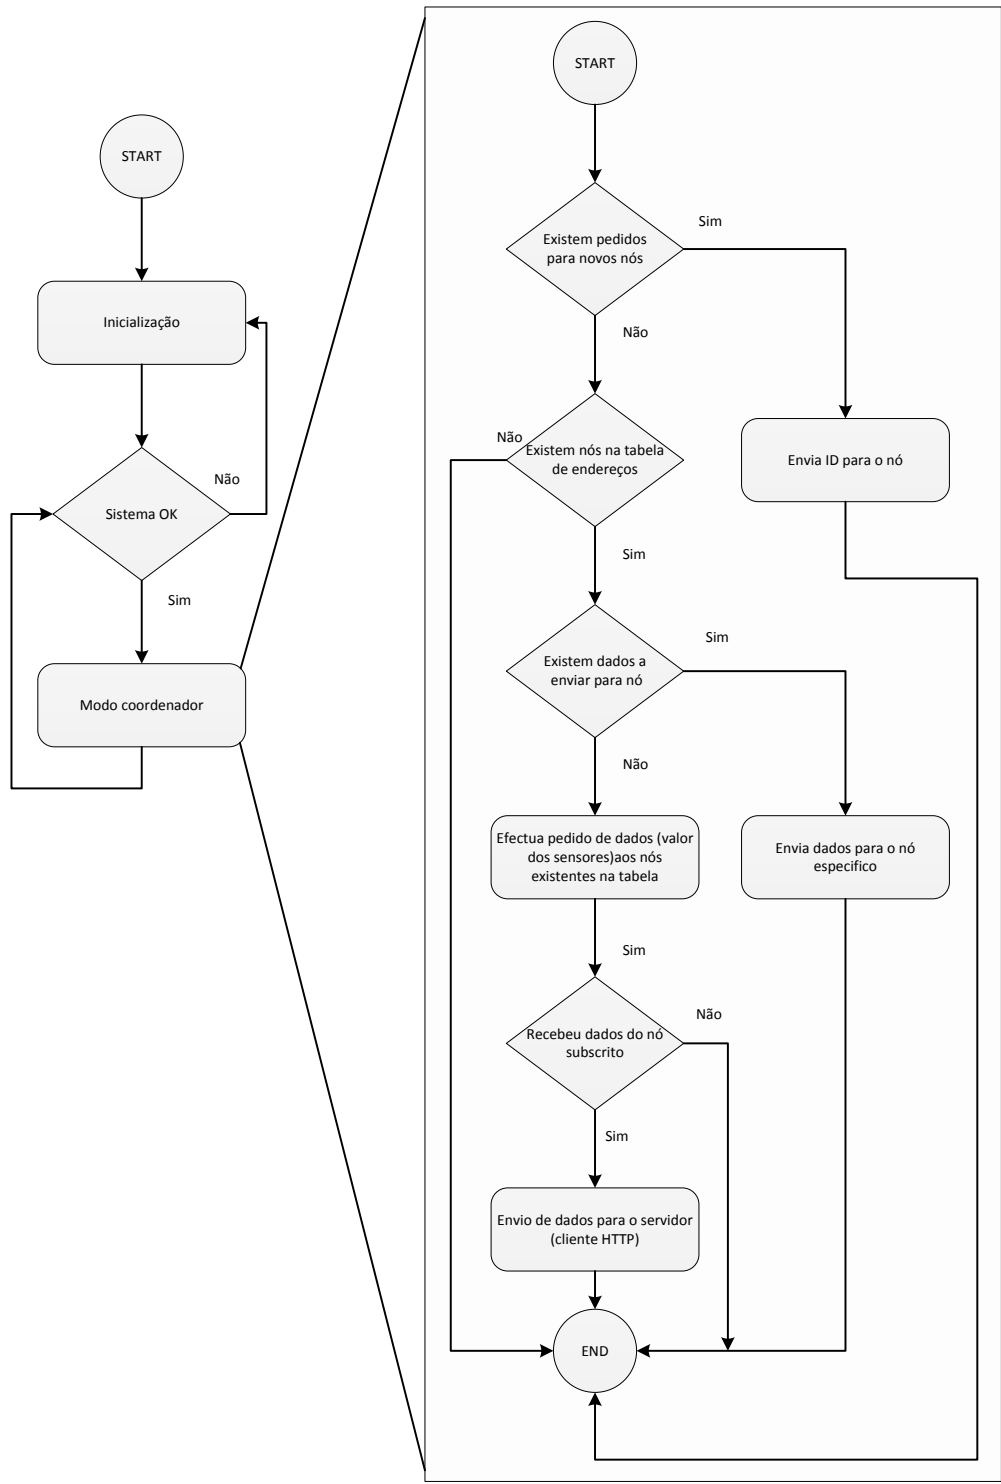 START
Inicialização
Não
Sistema OK
Sim
Modo coordenador
START
Sim
Existem pedidos
para novos nós
Não
Não
Existem nós na tabela
de endereços
Envia ID para o nó
Sim
Sim
Existem dados a
enviar para nó
Não
Efectua pedido de dados (valor
dos sensores)aos nós
existentes na tabela
Envia dados para o nó
especifico
Sim
Não
Recebeu dados do nó
subscrito
Sim
Envio de dados para o servidor
(cliente HTTP)
END